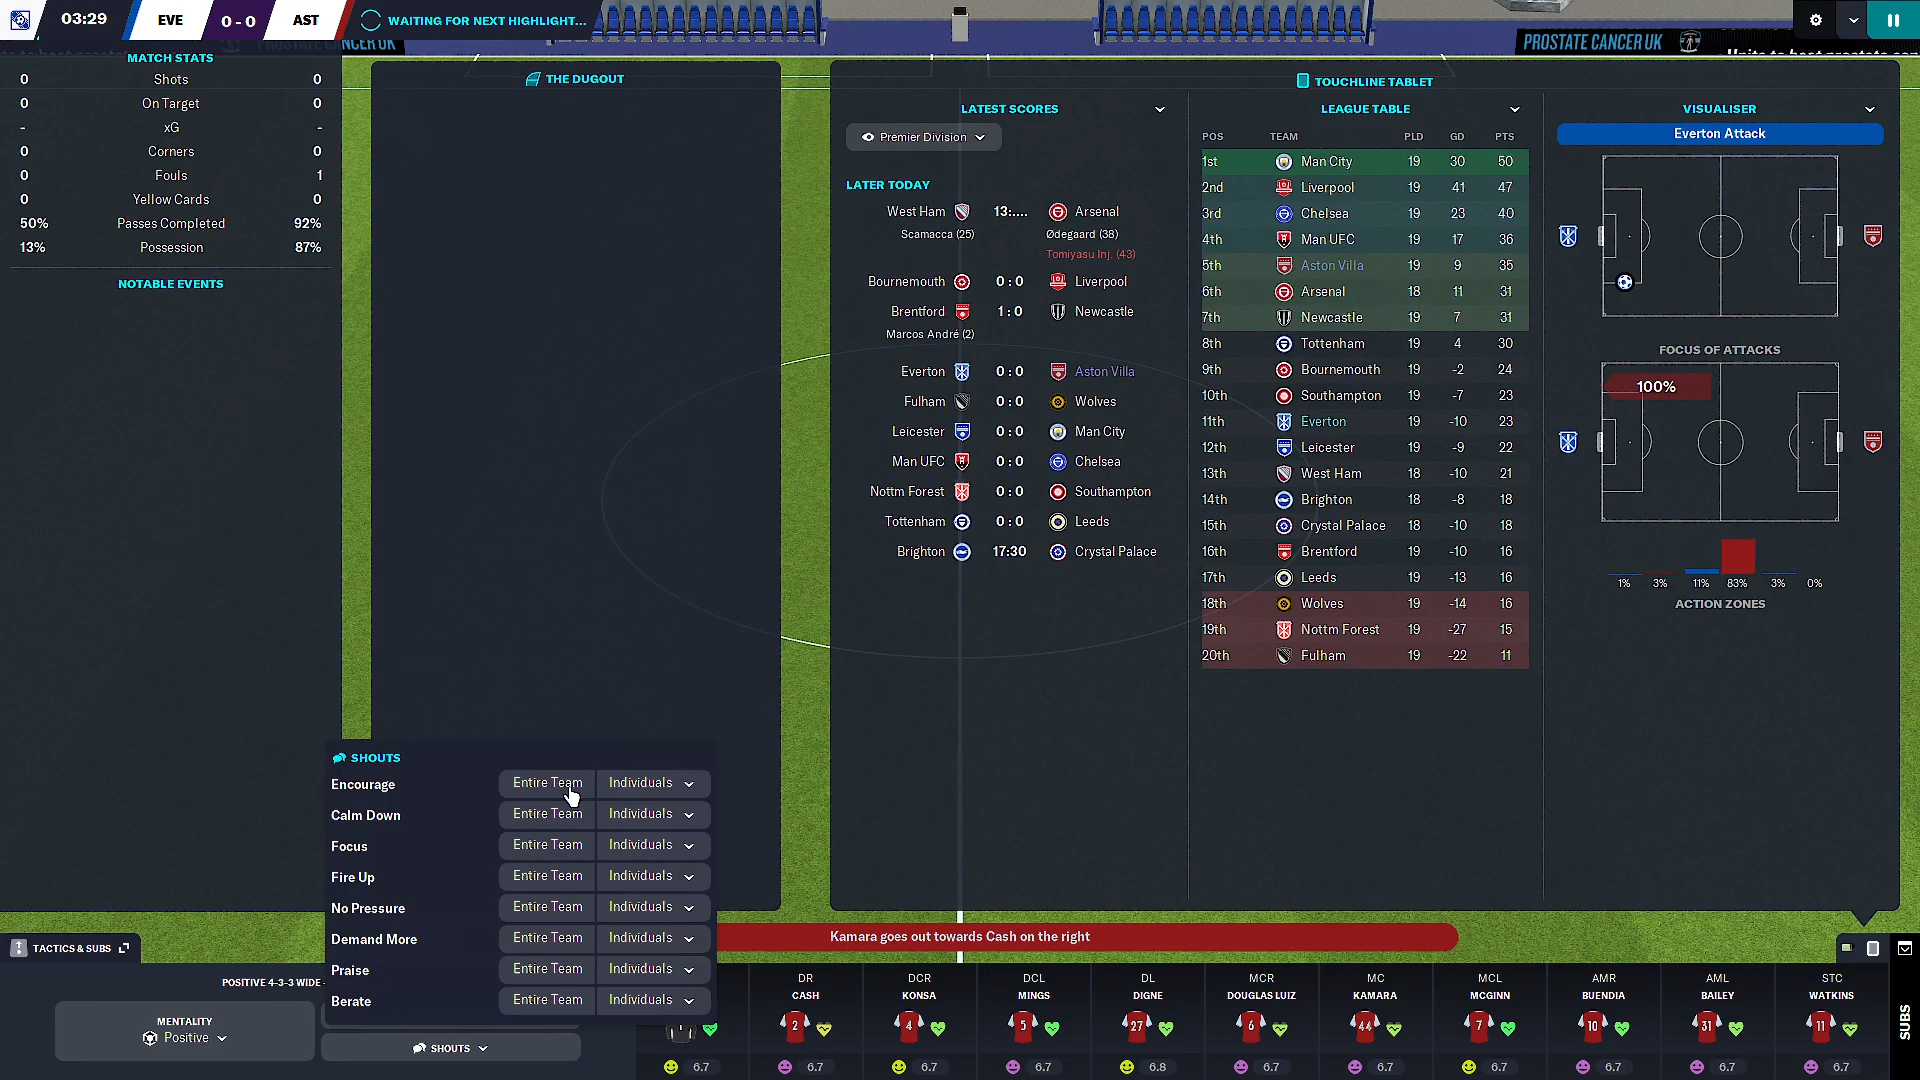 03:29 EVE 0 - 0 AST WAITING FOR NEXT HIGHLIGHT...
PROSTATE CANCER UK
MATCH STATS
0 Shots 0
0 On Target 0
- xG -
0 Corners 0
0 Fouls 1
0 Yellow Cards 0
50% Passes Completed 92%
13% Possession 87%
NOTABLE EVENTS
THE DUGOUT
TOUCHLINE TABLET
LATEST SCORES
Premier Division
LATER TODAY
West Ham 13:.... Arsenal
Scamacca (25) Ødegaard (38)
Tomiyasu Inj. (43)
Bournemouth 0 : 0 Liverpool
Brentford 1 : 0 Newcastle
Marcos André (2)
Everton 0 : 0 Aston Villa
Fulham 0 : 0 Wolves
Leicester 0 : 0 Man City
Man UFC 0 : 0 Chelsea
Nottm Forest 0 : 0 Southampton
Tottenham 0 : 0 Leeds
Brighton 17:30 Crystal Palace
LEAGUE TABLE
POS TEAM PLD GD PTS
1st Man City 19 30 50
2nd Liverpool 19 41 47
3rd Chelsea 19 23 40
4th Man UFC 19 17 36
5th Aston Villa 19 9 35
6th Arsenal 18 11 31
7th Newcastle 19 7 31
8th Tottenham 19 4 30
9th Bournemouth 19 -2 24
10th Southampton 19 -7 23
11th Everton 19 -10 23
12th Leicester 19 -9 22
13th West Ham 18 -10 21
14th Brighton 18 -8 18
15th Crystal Palace 18 -10 18
16th Brentford 19 -10 16
17th Leeds 19 -13 16
18th Wolves 19 -14 16
19th Nottm Forest 19 -27 15
20th Fulham 19 -22 11
VISUALISER
Everton Attack
FOCUS OF ATTACKS
100%
1% 3% 11% 83% 3% 0%
ACTION ZONES
SHOUTS
Encourage Entire Team Individuals
Calm Down Entire Team Individuals
Focus Entire Team Individuals
Fire Up Entire Team Individuals
No Pressure Entire Team Individuals
Demand More Entire Team Individuals
Praise Entire Team Individuals
Berate Entire Team Individuals
Kamara goes out towards Cash on the right
TACTICS & SUBS
POSITIVE 4-3-3 WIDE -
MENTALITY
Positive
SHOUTS
DR DCR DCL DL MCR MC MCL AMR AML STC
CASH KONSA MINGS DIGNE DOUGLAS LUIZ KAMARA MCGINN BUENDIA BAILEY WATKINS
1 2 4 5 27 6 44 7 10 31 11
6.7 6.7 6.7 6.7 6.8 6.7 6.7 6.7 6.7 6.7 6.7
SUBS